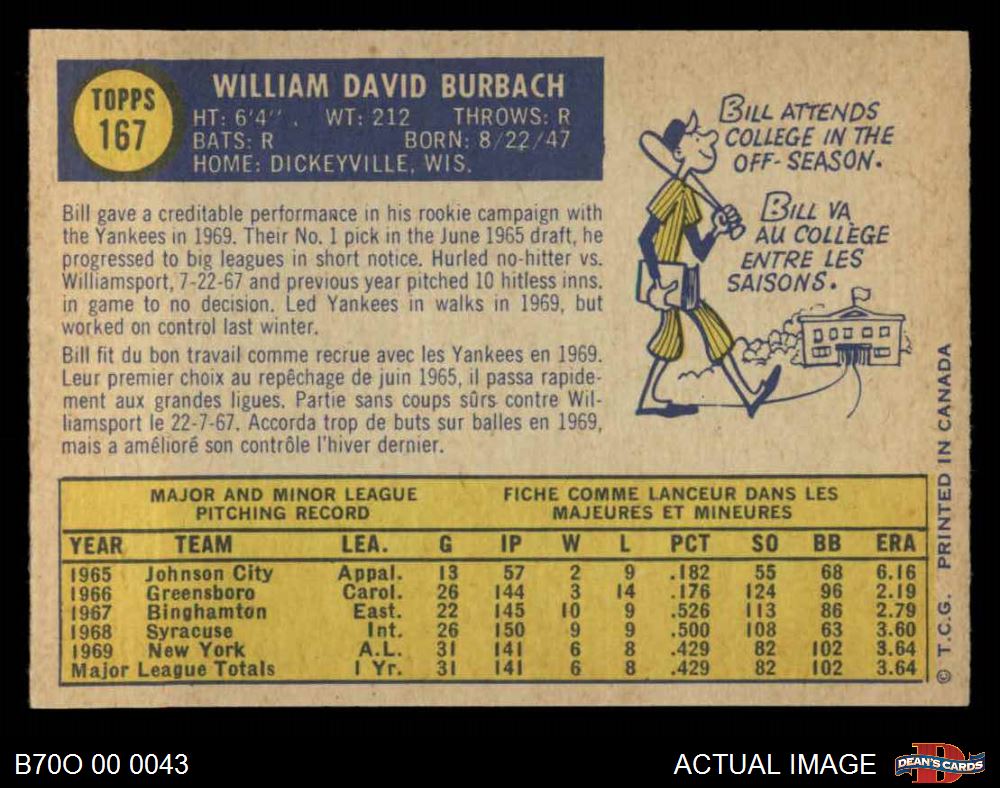 TOPPS
167
WILLIAM DAVID BURBACH
HT: 6'4". WT: 212 THROWS: R
BATS: R BORN: 8/22/47
HOME: DICKEYVILLE, WIS.
Bill gave a creditable performance in his rookie campaign with
the Yankees in 1969. Their No. 1 pick in the June 1965 draft, he
progressed to big leagues in short notice. Hurled no-hitter vs.
Williamsport, 7-22-67 and previous year pitched 10 hitless inns.
in game to no decision. Led Yankees in walks in 1969, but
worked on control last winter.
Bill fit du bon travail comme recrue avec les Yankees en 1969.
Leur premier choix au repêchage de juin 1965, il passa rapide-
ment aux grandes ligues. Partie sans coups sûrs contre Wil-
liamsport le 22-7-67. Accorda trop de buts sur balles en 1969,
mais a amélioré son contrôle l'hiver dernier.
BILL ATTENDS
COLLEGE IN THE
OFF-SEASON.
BILL VA
AU COLLÈGE
ENTRE LES
SAISONS.
MAJOR AND MINOR LEAGUE
PITCHING RECORD
FICHE COMME LANCEUR DANS LES
MAJEURES ET MINEURES
YEAR TEAM LEA. G IP W L PCT SO BB ERA
1965 Johnson City Appal. 13 57 2 9 .182 55 68 6.16
1966 Greensboro Carol. 26 144 3 14 .176 124 96 2.19
1967 Binghamton East. 22 145 10 9 .526 113 86 2.79
1968 Syracuse Int. 26 150 9 9 .500 108 63 3.60
1969 New York A.L. 31 141 6 8 .429 82 102 3.64
Major League Totals 1 Yr. 31 141 6 8 .429 82 102 3.64
© T.C.G. PRINTED IN CANADA
B70O 00 0043
ACTUAL IMAGE
DEAN'S CARDS